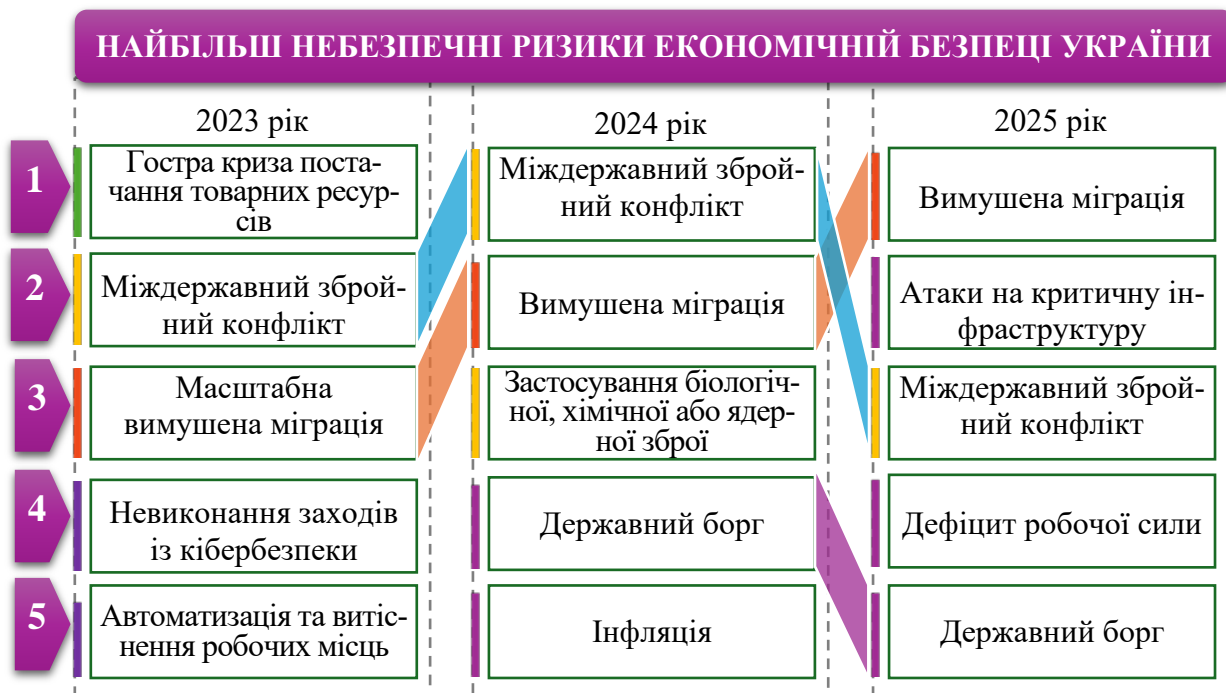 НАЙБІЛЬШ НЕБЕЗПЕЧНІ РИЗИКИ ЕКОНОМІЧНІЙ БЕЗПЕЦІ УКРАЇНИ
2023 рік
2024 рік
2025 рік
1
Гостра криза поста-
чання товарних ресур-
сів
Міждержавний зброй-
ний конфлікт
Вимушена міграція
2
Міждержавний зброй-
ний конфлікт
Вимушена міграція
Атаки на критичну ін-
фраструктуру
3
Масштабна
вимушена міграція
Застосування біологіч-
ної, хімічної або ядер-
ної зброї
Міждержавний зброй-
ний конфлікт
4
Невиконання заходів
із кібербезпеки
Державний борг
Дефіцит робочої сили
5
Автоматизація та витіс-
нення робочих місць
Інфляція
Державний борг